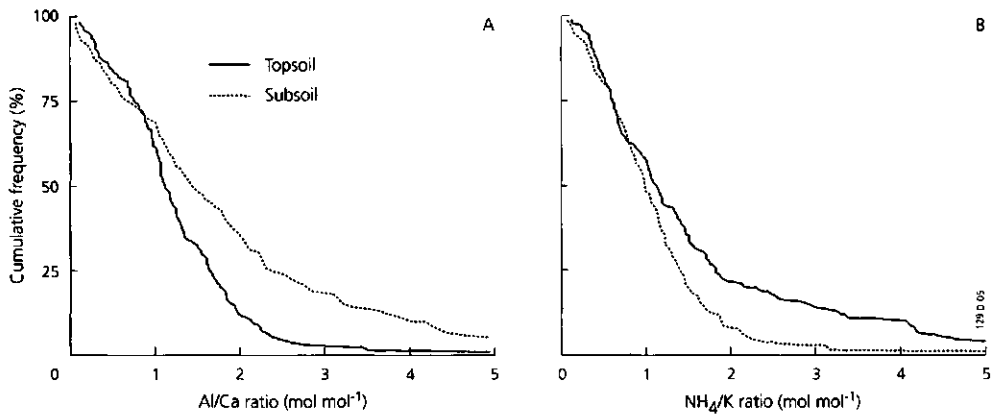 100
75
50
25
0
Cumulative frequency (%)
A
Topsoil
Subsoil
0 1 2 3 4 5
Al/Ca ratio (mol mol⁻¹)
B
129 D 05
0 1 2 3 4 5
NH₄/K ratio (mol mol⁻¹)